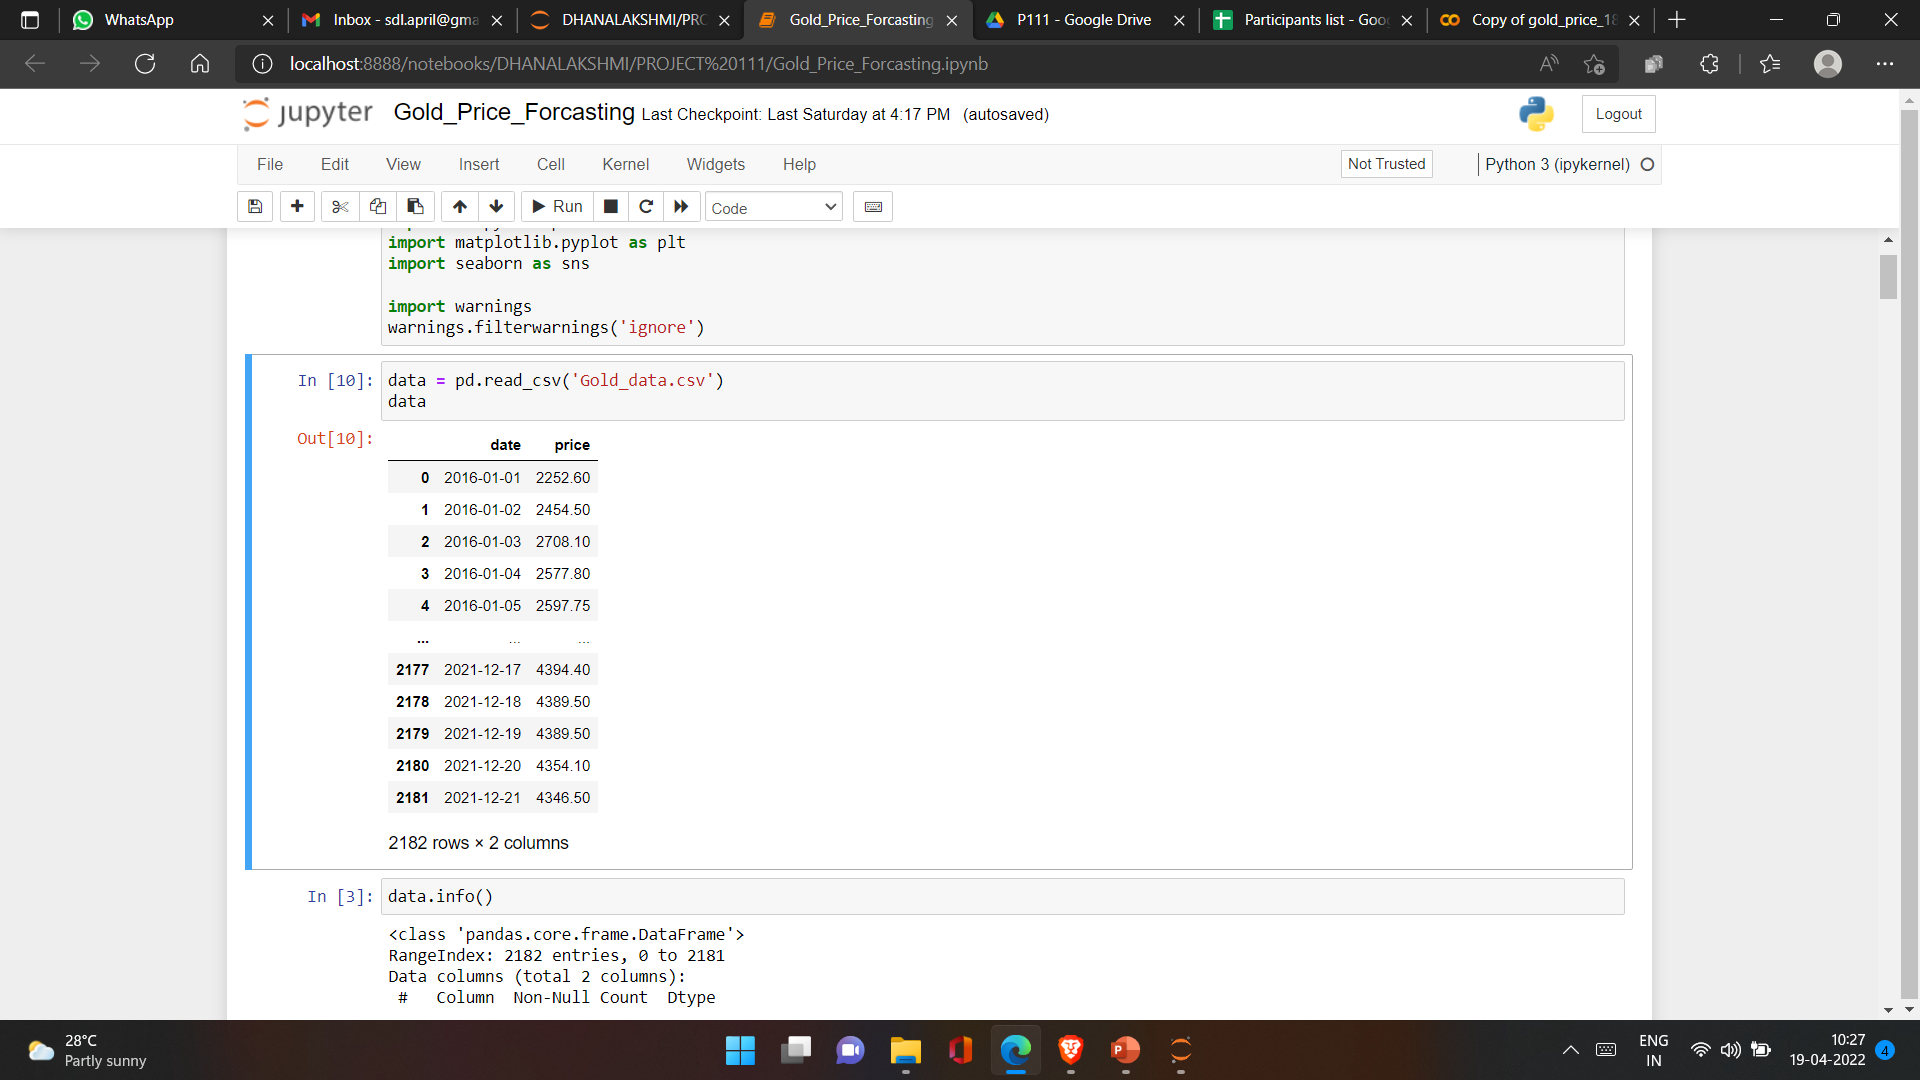 WhatsApp
Inbox - sdl.april@gma
DHANALAKSHMI/PRO
Gold_Price_Forcasting
P111 - Google Drive
Participants list - Goo
Copy of gold_price_18
localhost:8888/notebooks/DHANALAKSHMI/PROJECT%20111/Gold_Price_Forcasting.ipynb
jupyter Gold_Price_Forcasting Last Checkpoint: Last Saturday at 4:17 PM (autosaved)
Logout
File Edit View Insert Cell Kernel Widgets Help
Not Trusted
Python 3 (ipykernel)
Run
Code
import matplotlib.pyplot as plt
import seaborn as sns
import warnings
warnings.filterwarnings('ignore')
In [10]: data = pd.read_csv('Gold_data.csv')
data
Out[10]:
date price
0 2016-01-01 2252.60
1 2016-01-02 2454.50
2 2016-01-03 2708.10
3 2016-01-04 2577.80
4 2016-01-05 2597.75
... ... ...
2177 2021-12-17 4394.40
2178 2021-12-18 4389.50
2179 2021-12-19 4389.50
2180 2021-12-20 4354.10
2181 2021-12-21 4346.50
2182 rows × 2 columns
In [3]: data.info()
<class 'pandas.core.frame.DataFrame'>
RangeIndex: 2182 entries, 0 to 2181
Data columns (total 2 columns):
# Column Non-Null Count Dtype
28°C
Partly sunny
ENG
IN
10:27
19-04-2022
4